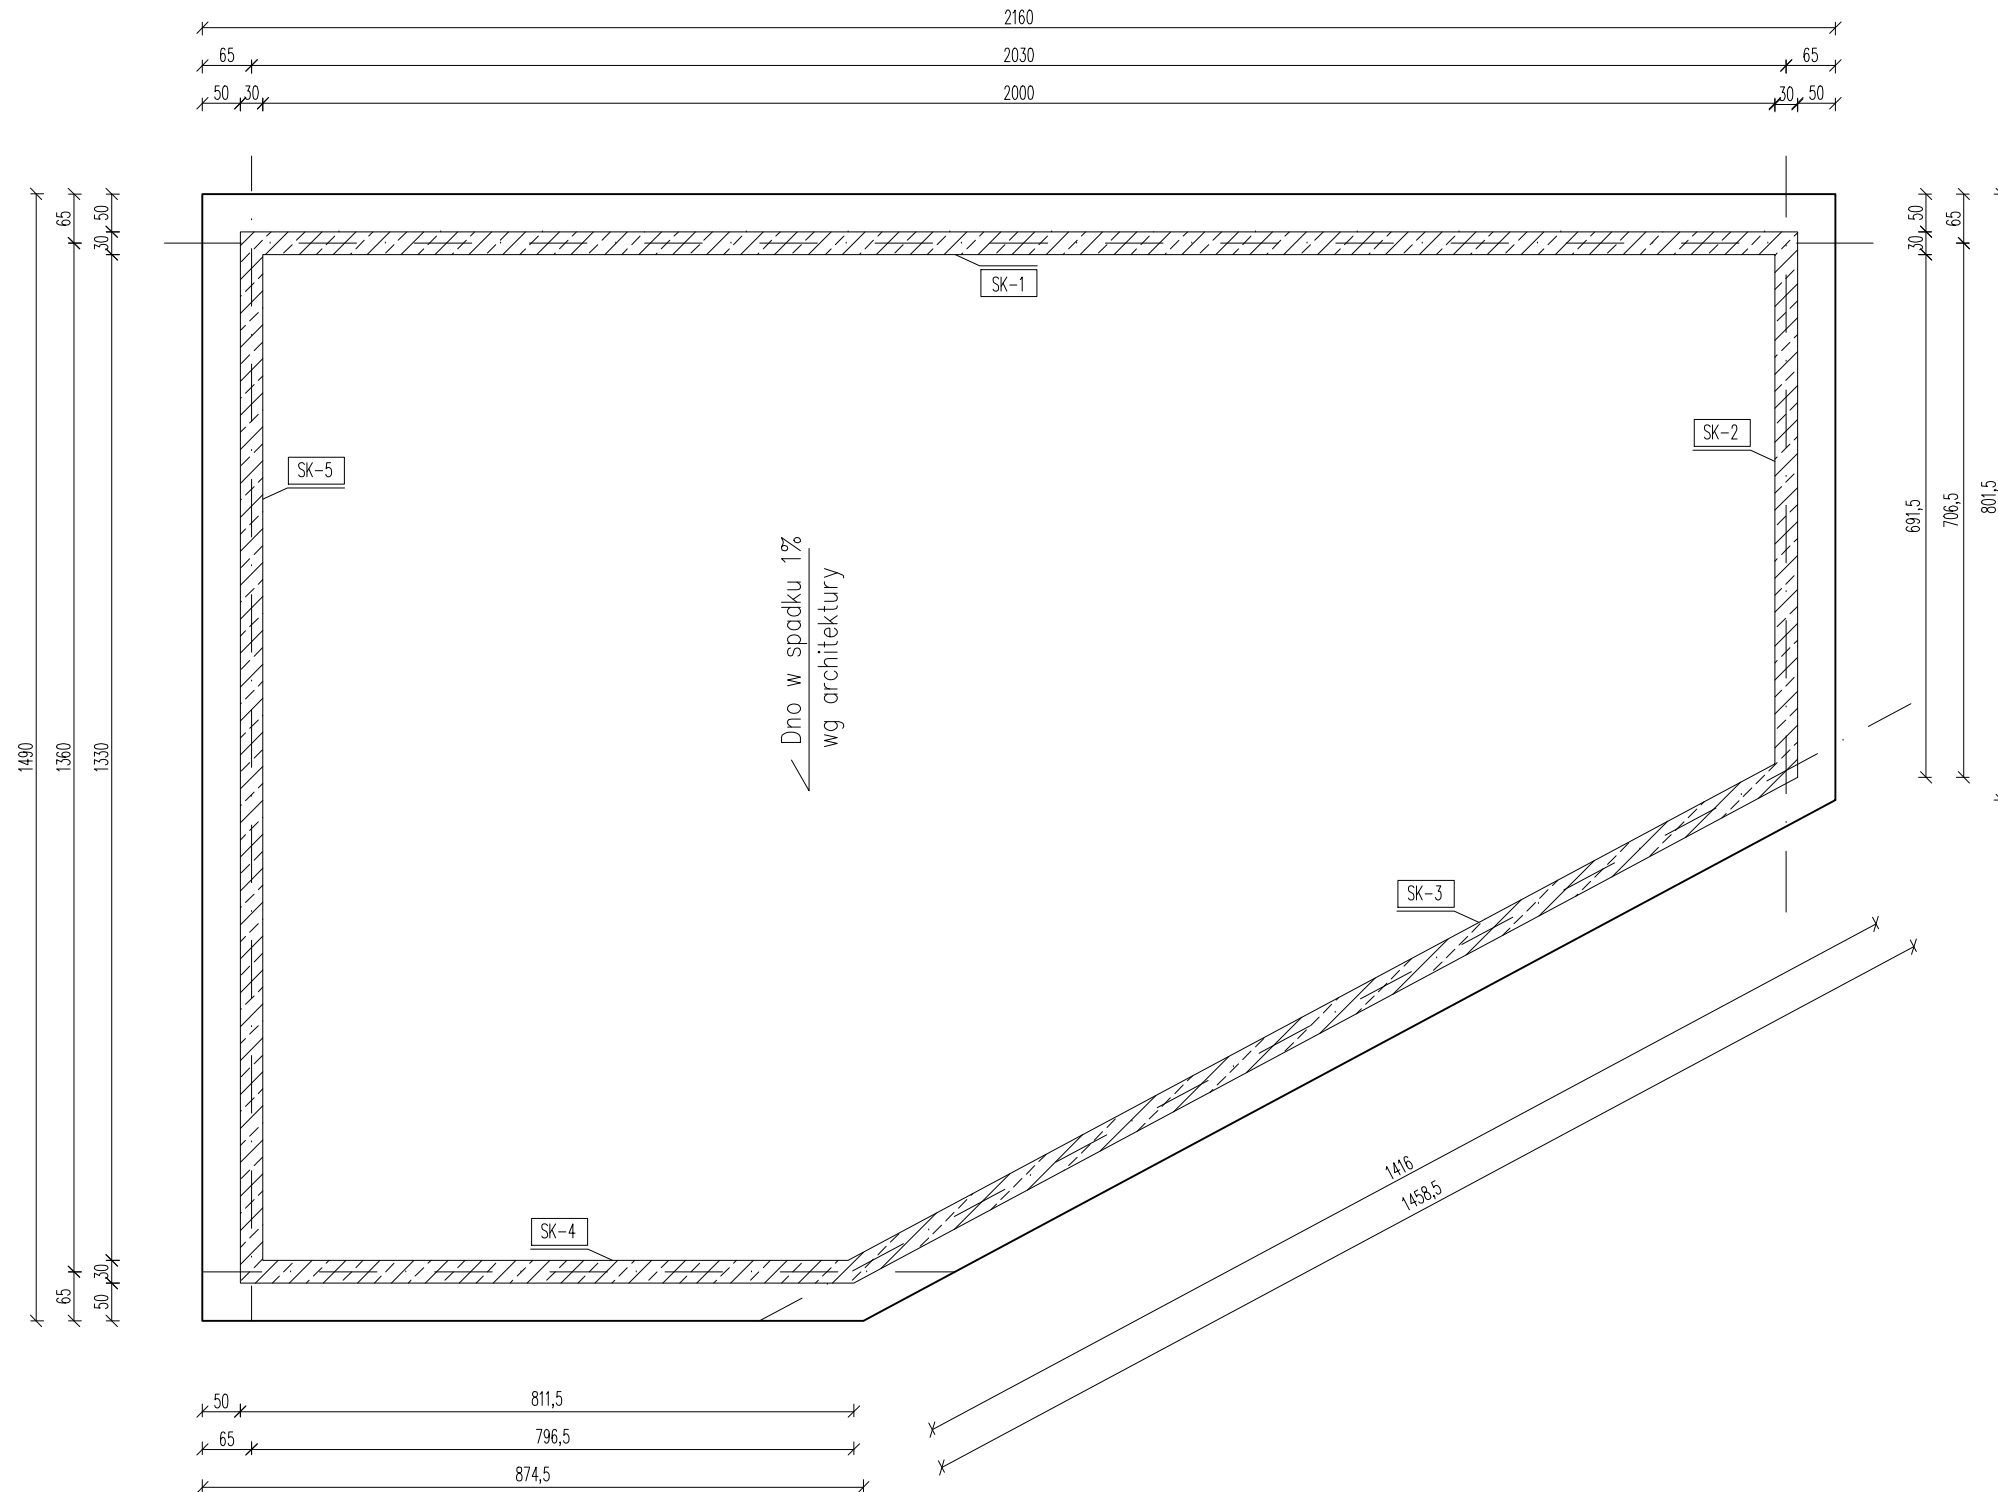 2160
65 2030 65
50 30 2000 30 50
65 50 30
50 30 65
SK-1
SK-2
SK-5
691,5 706,5 801,5
Dno w spadku 1%
wg architektury
1490 1360 1330
SK-3
1416
1458,5
SK-4
65 30 50
50 811,5
65 796,5
874,5